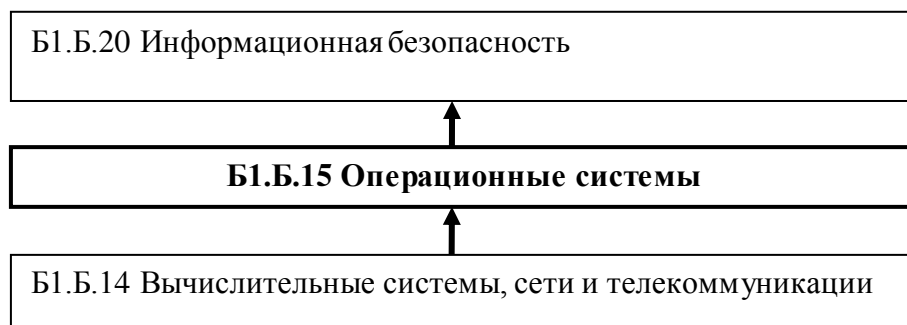 Б1.Б.20 Информационная безопасность
Б1.Б.15 Операционные системы
Б1.Б.14 Вычислительные системы, сети и телекоммуникации